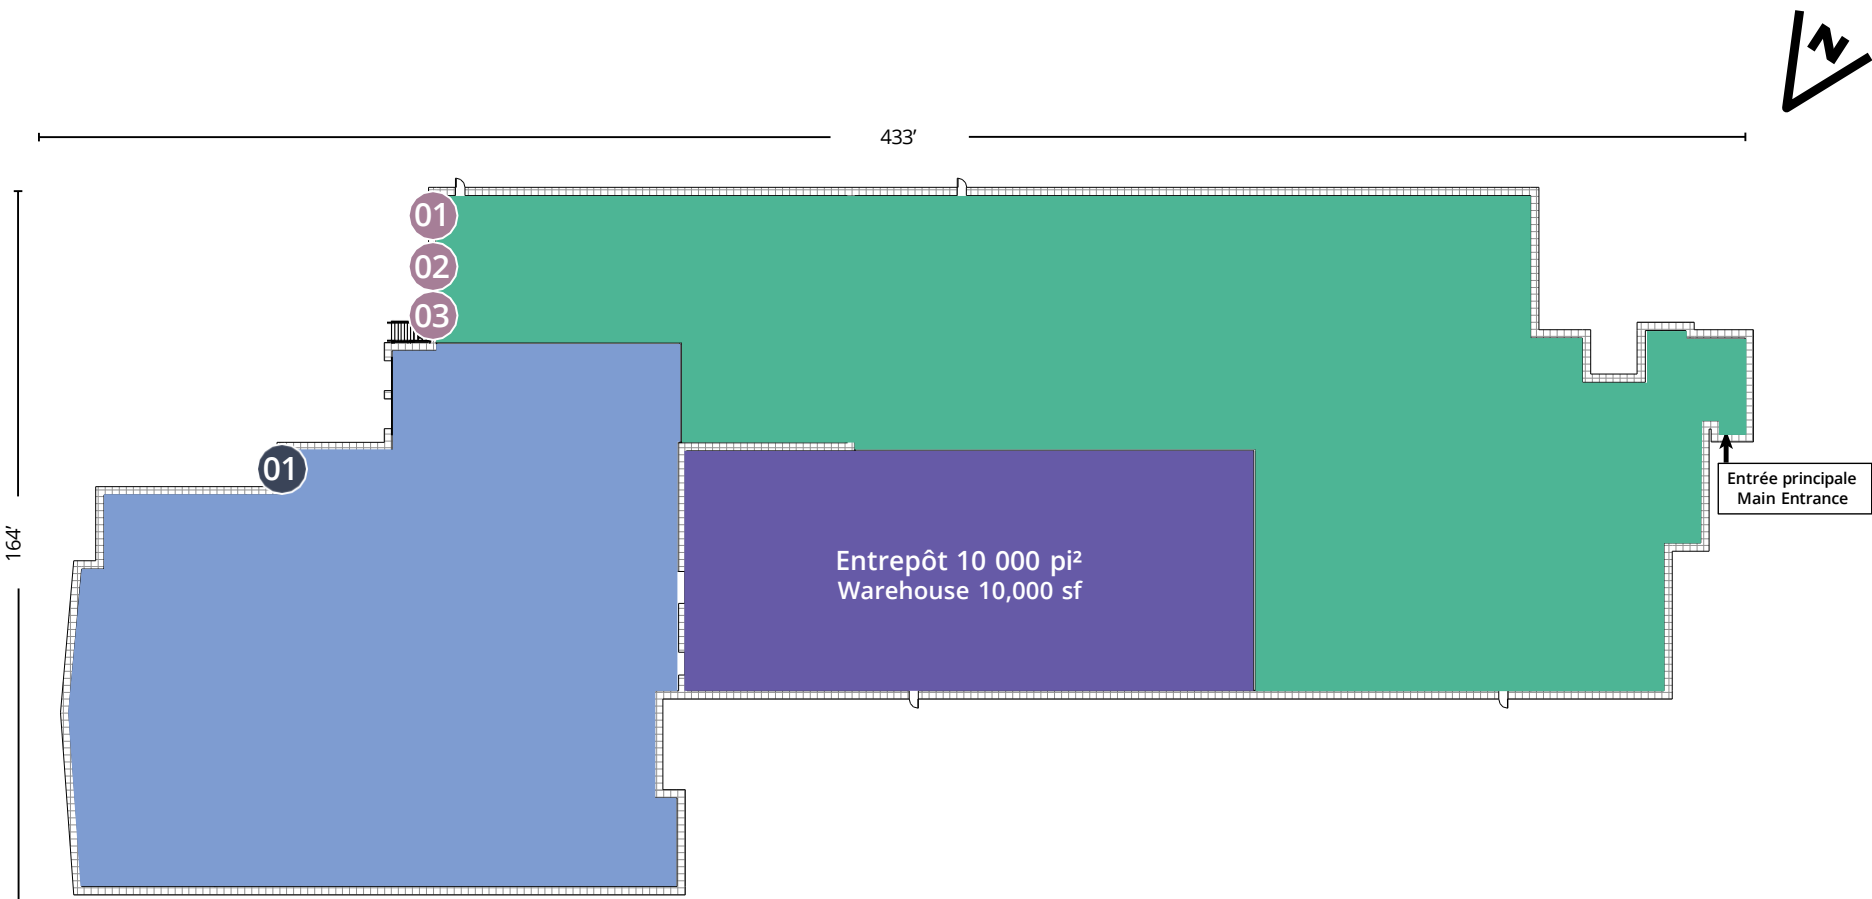 N
433’
01
02
03
01
164’
Entrée principale
Main Entrance
Entrepôt 10 000 pi²
Warehouse 10,000 sf